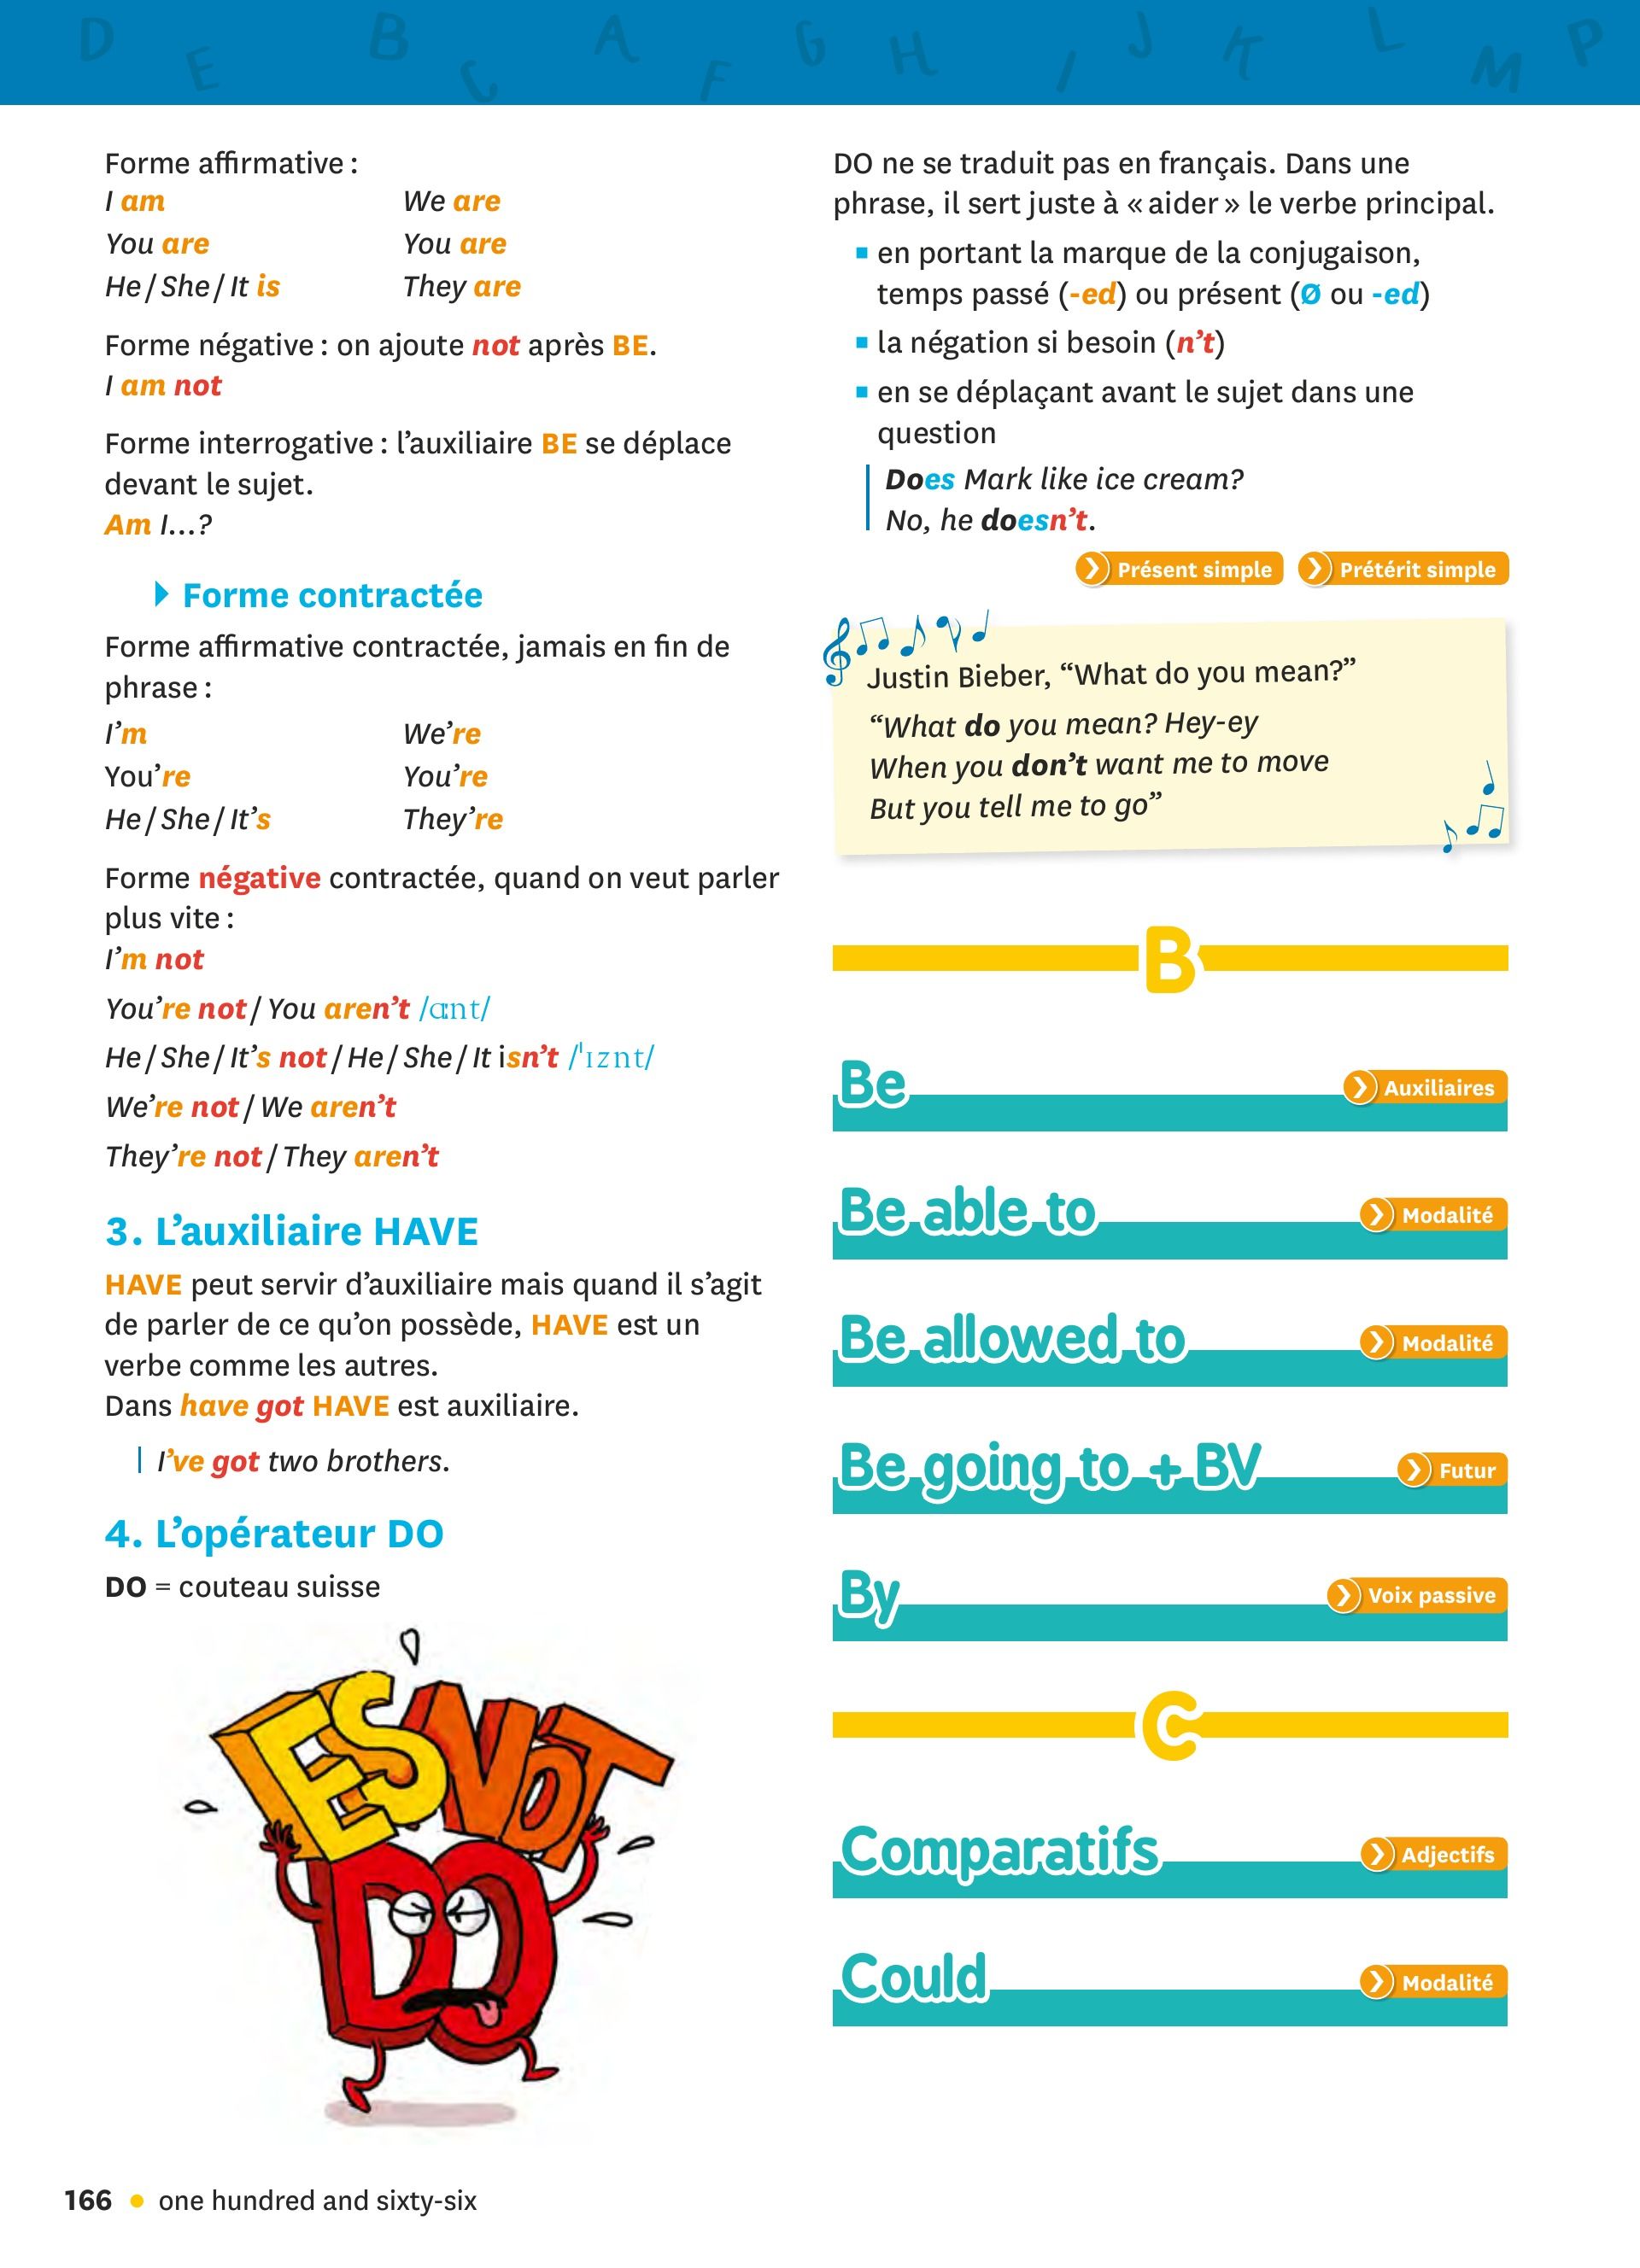 D E B C A F G H I J K L M P
Forme affirmative :
I am We are
You are You are
He / She / It is They are
Forme négative : on ajoute not après BE.
I am not
Forme interrogative : l’auxiliaire BE se déplace
devant le sujet.
Am I…?
Forme contractée
Forme affirmative contractée, jamais en fin de
phrase :
I’m We’re
You’re You’re
He / She / It’s They’re
Forme négative contractée, quand on veut parler
plus vite :
I’m not
You’re not / You aren’t /ɑːnt/
He / She / It’s not / He / She / It isn’t /ˈɪznt/
We’re not / We aren’t
They’re not / They aren’t
3. L’auxiliaire HAVE
HAVE peut servir d’auxiliaire mais quand il s’agit
de parler de ce qu’on possède, HAVE est un
verbe comme les autres.
Dans have got HAVE est auxiliaire.
I’ve got two brothers.
4. L’opérateur DO
DO = couteau suisse
ES NOT
DO
DO ne se traduit pas en français. Dans une
phrase, il sert juste à « aider » le verbe principal.
en portant la marque de la conjugaison,
temps passé (-ed) ou présent (Ø ou -ed)
la négation si besoin (n’t)
en se déplaçant avant le sujet dans une
question
Does Mark like ice cream?
No, he doesn’t.
Présent simple Prétérit simple
Justin Bieber, “What do you mean?”
“What do you mean? Hey-ey
When you don’t want me to move
But you tell me to go”
B
Be Auxiliaires
Be able to Modalité
Be allowed to Modalité
Be going to + BV Futur
By Voix passive
C
Comparatifs Adjectifs
Could Modalité
166 • one hundred and sixty-six